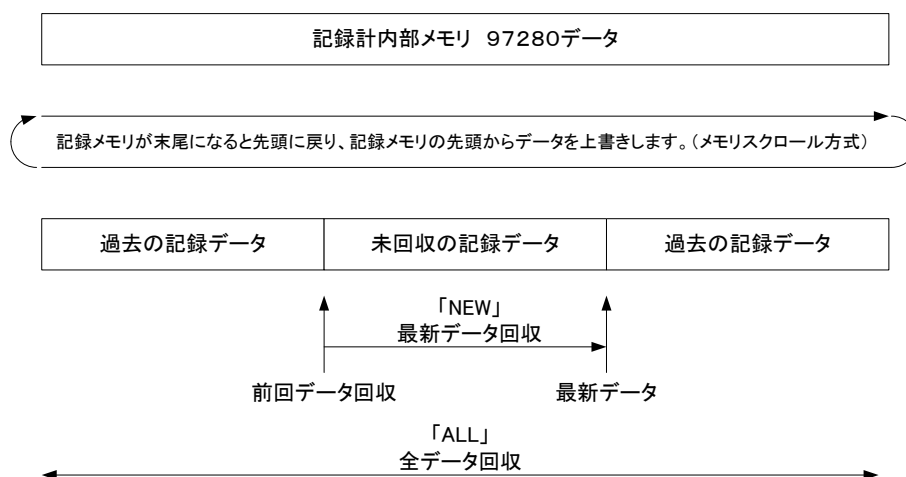 記録計内部メモリ ９７２８０データ
記録メモリが末尾になると先頭に戻り、記録メモリの先頭からデータを上書きします。（メモリスクロール方式）
過去の記録データ 未回収の記録データ 過去の記録データ
「NEW」
最新データ回収
前回データ回収 最新データ
「ALL」
全データ回収